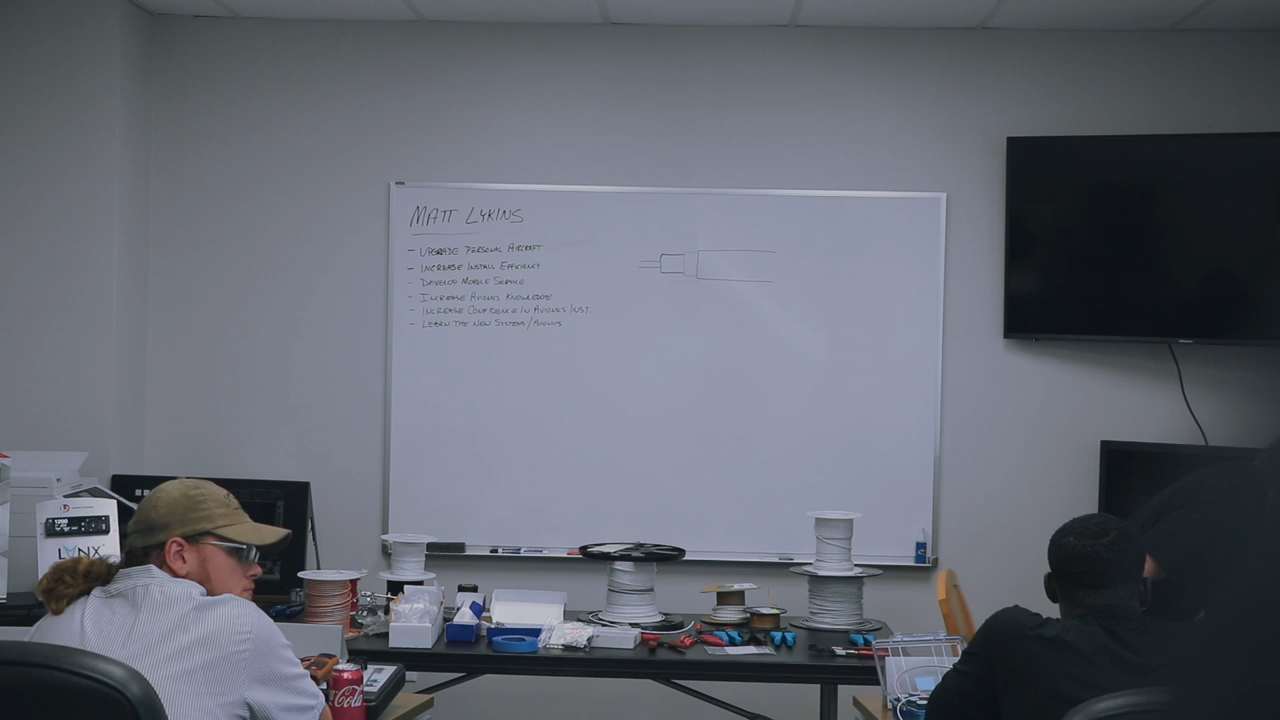 MATT LYKINS
- UPGRADE PERSONAL AIRCRAFT
- INCREASE INSTALL EFFICIENCY
- DEVELOP MOBILE SERVICE
- INCREASE AVIONICS KNOWLEDGE
- INCREASE CONFIDENCE IN AVIONICS INST.
- LEARN THE NEW SYSTEMS/AVIONICS
1200
LYNX
Coca